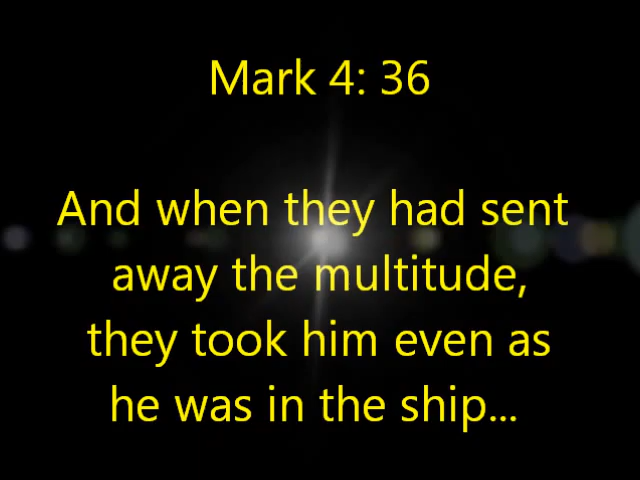 Mark 4: 36
And when they had sent
away the multitude,
they took him even as
he was in the ship...